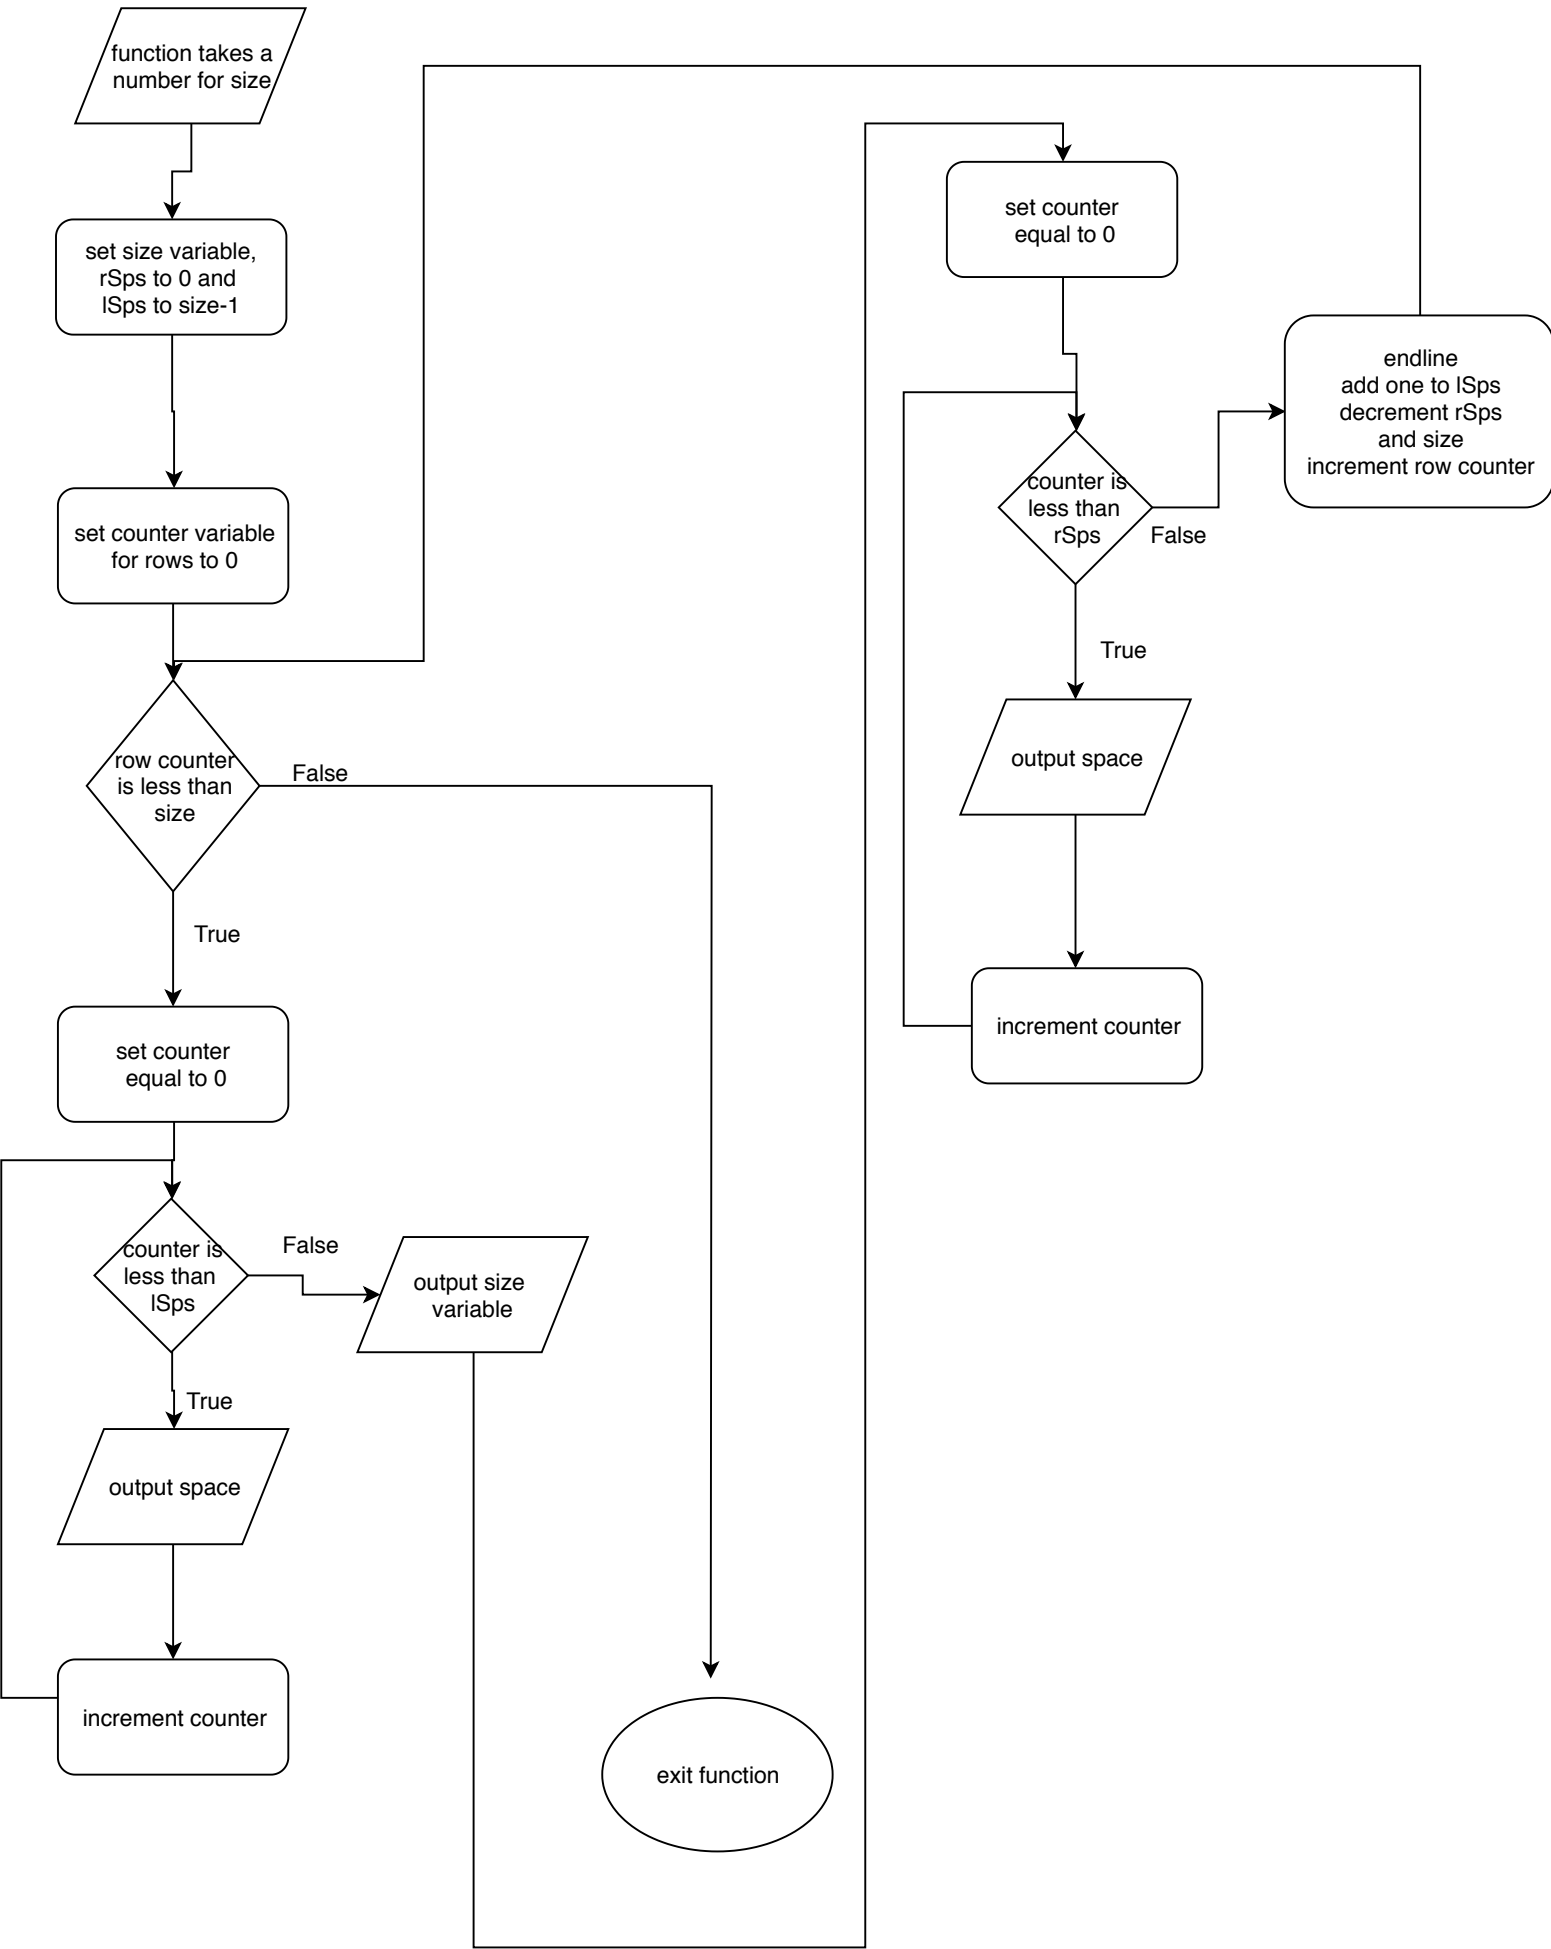 function takes a
number for size
set size variable,
rSps to 0 and
lSps to size-1
set counter variable
for rows to 0
row counter
is less than
size
False
True
set counter
equal to 0
counter is
less than
lSps
False
True
output size
variable
output space
increment counter
exit function
set counter
equal to 0
counter is
less than
rSps
False
True
output space
increment counter
endline
add one to lSps
decrement rSps
and size
increment row counter